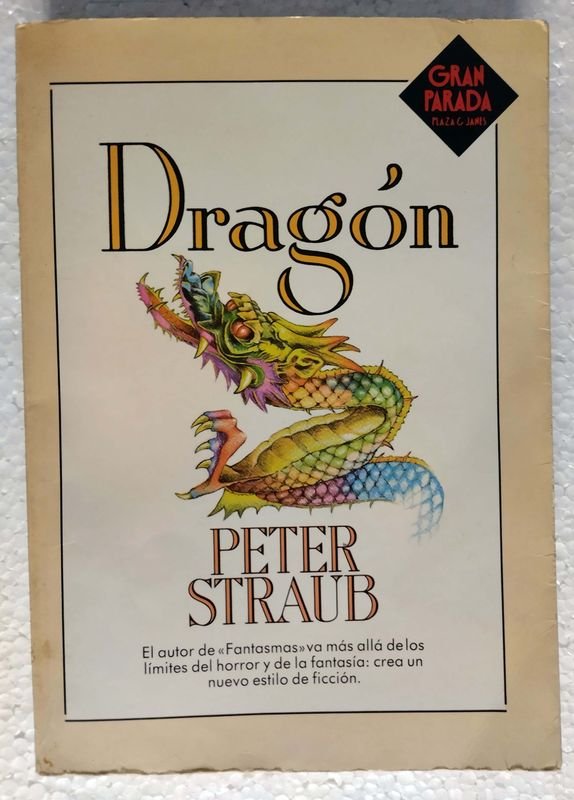 GRAN
PARADA
PLAZA & JANES
Dragón
PETER
STRAUB
El autor de «Fantasmas» va más allá de los
límites del horror y de la fantasía: crea un
nuevo estilo de ficción.